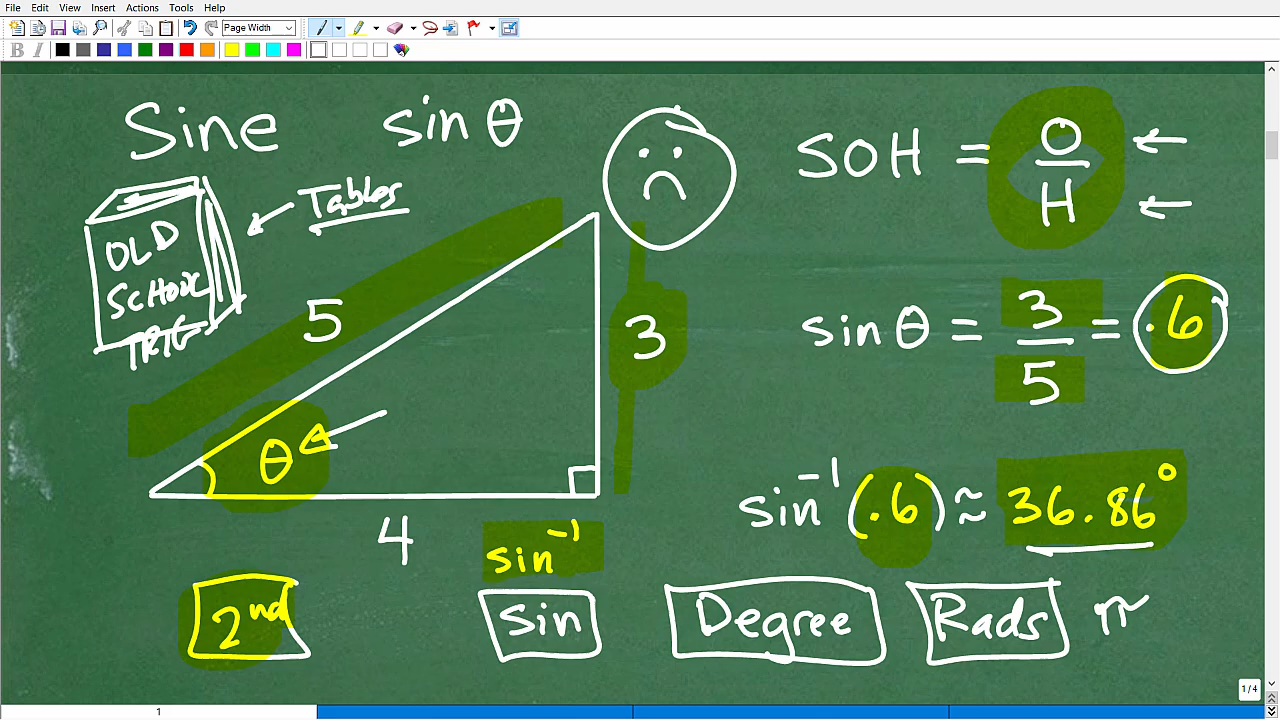 File Edit View Insert Actions Tools Help
Page Width
B I
Sine sin θ
SOH = O/H
Tables
OLD
SCHOOL
TRIG
5
3
sin θ = 3/5 = .6
θ
4
sin⁻¹(.6) ≈ 36.86°
sin⁻¹
2nd
Sin
Degree
Rads
π
1/4
1